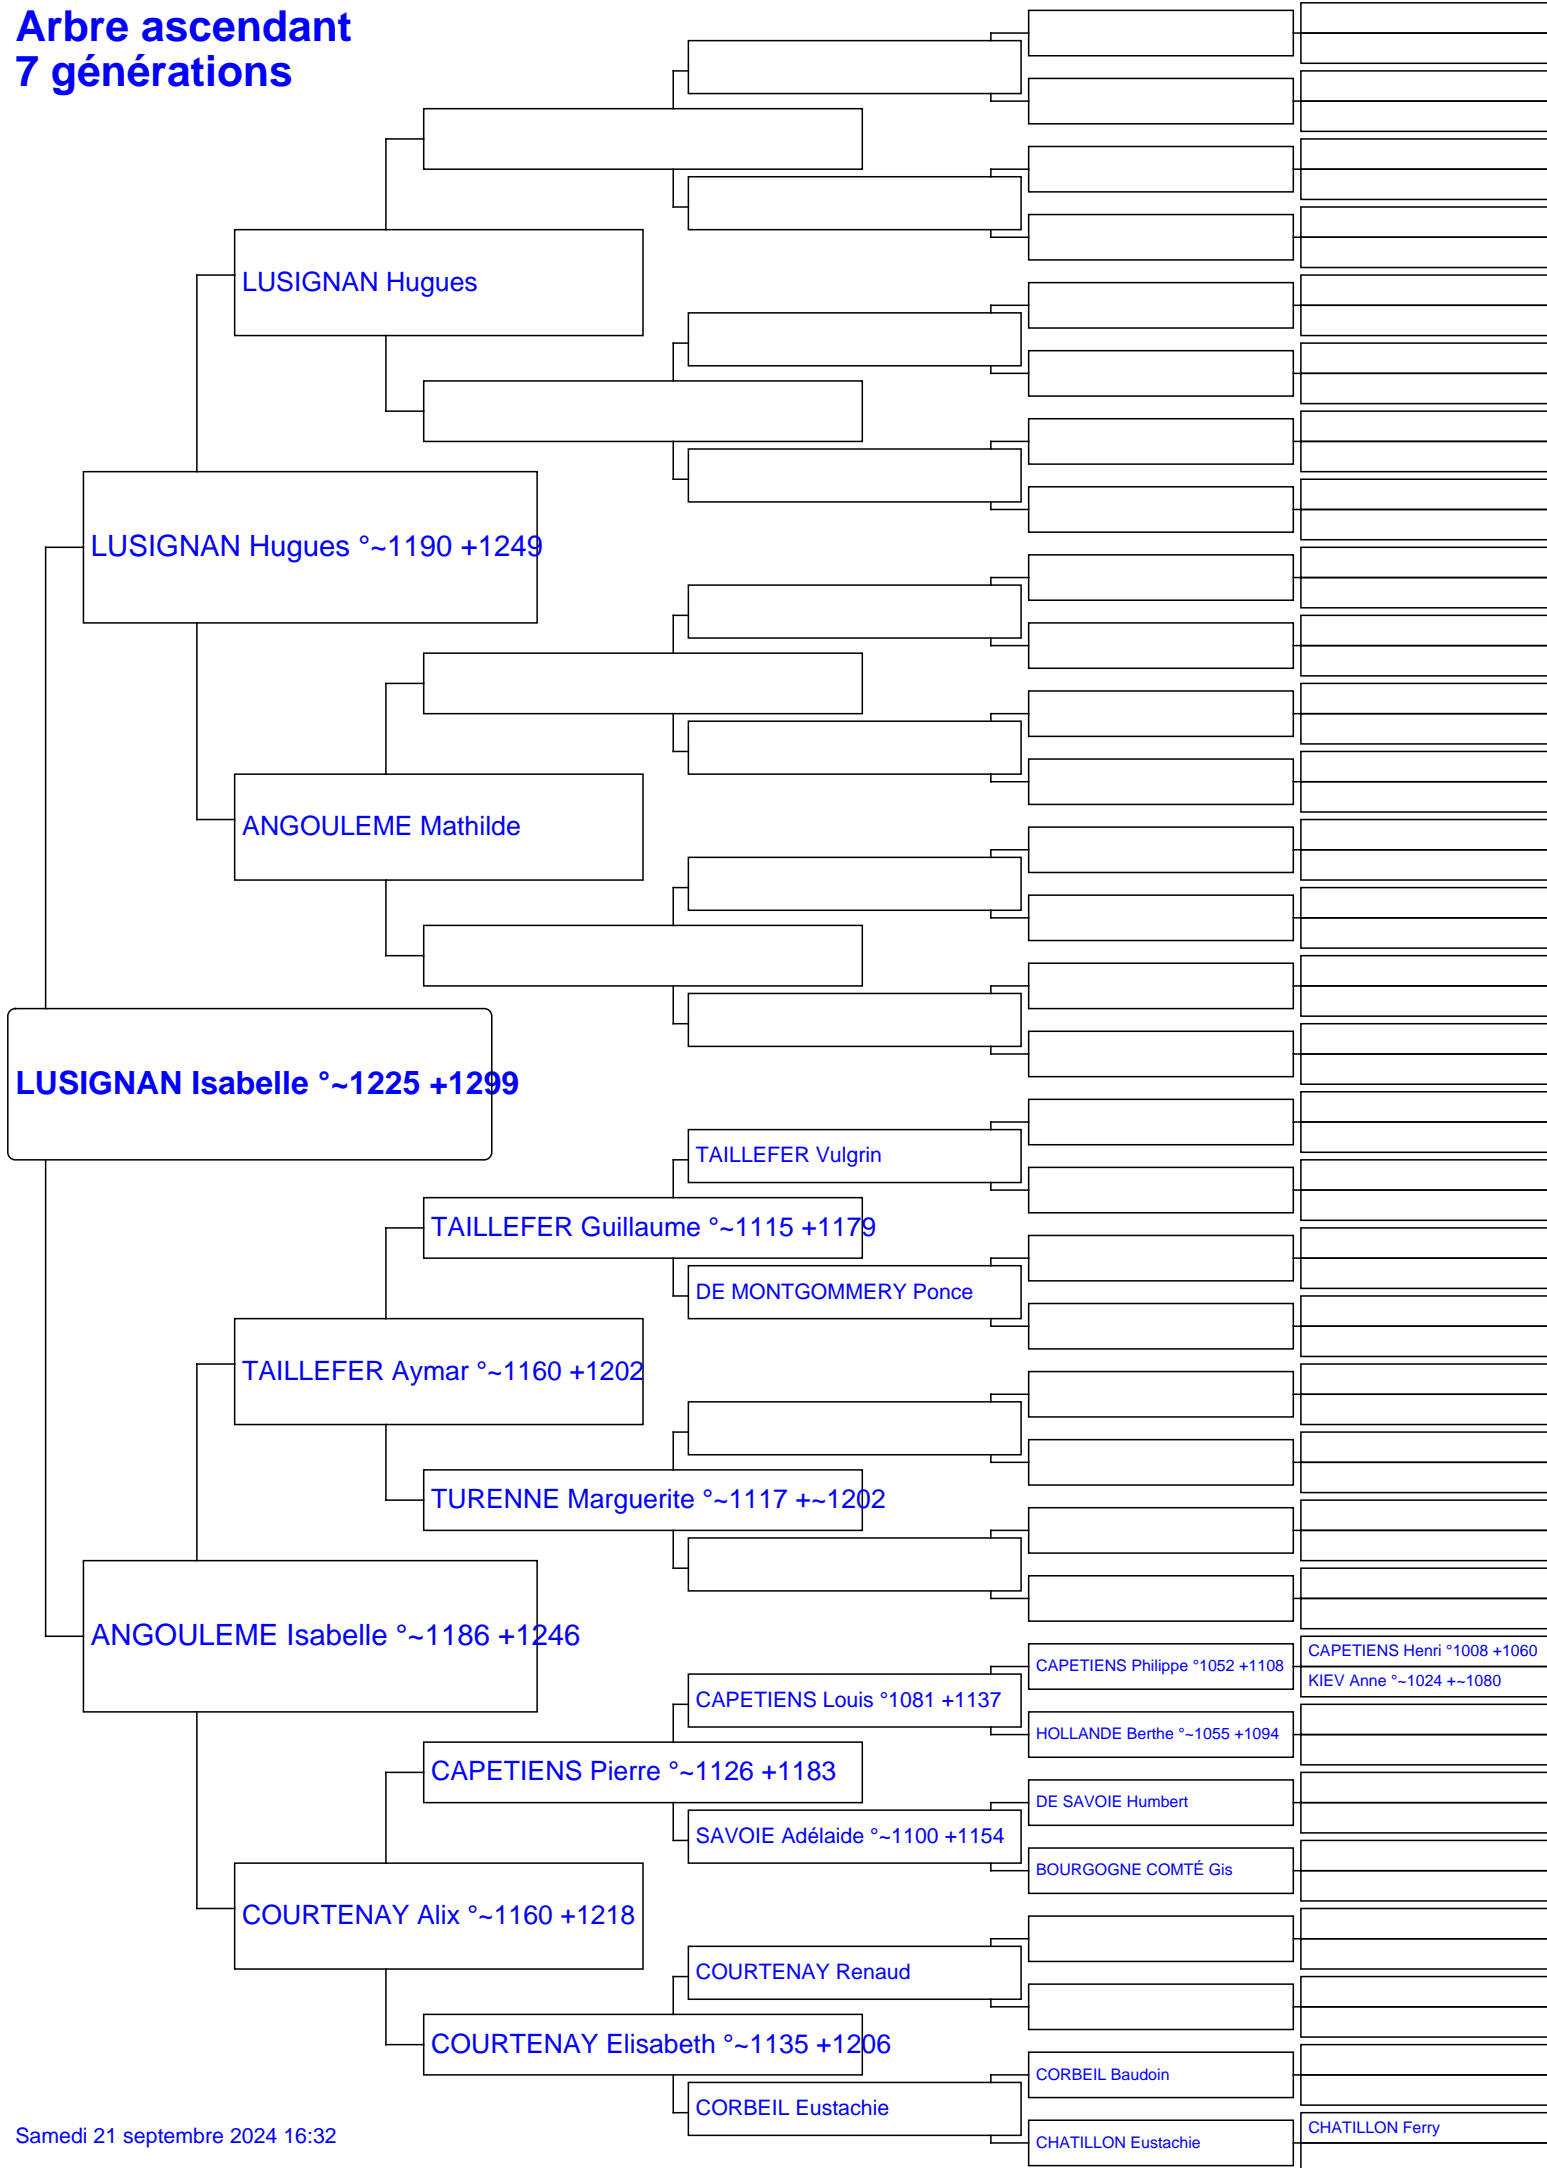 Arbre ascendant
7 générations
LUSIGNAN Hugues
LUSIGNAN Hugues °~1190 +1249
ANGOULEME Mathilde
LUSIGNAN Isabelle °~1225 +1299
TAILLEFER Vulgrin
TAILLEFER Guillaume °~1115 +1179
DE MONTGOMMERY Ponce
TAILLEFER Aymar °~1160 +1202
TURENNE Marguerite °~1117 +~1202
ANGOULEME Isabelle °~1186 +1246
CAPETIENS Henri °1008 +1060
CAPETIENS Philippe °1052 +1108
KIEV Anne °~1024 +~1080
CAPETIENS Louis °1081 +1137
HOLLANDE Berthe °~1055 +1094
CAPETIENS Pierre °~1126 +1183
DE SAVOIE Humbert
SAVOIE Adélaide °~1100 +1154
BOURGOGNE COMTÉ Gis
COURTENAY Alix °~1160 +1218
COURTENAY Renaud
COURTENAY Elisabeth °~1135 +1206
CORBEIL Baudoin
CORBEIL Eustachie
CHATILLON Ferry
CHATILLON Eustachie
Samedi 21 septembre 2024 16:32